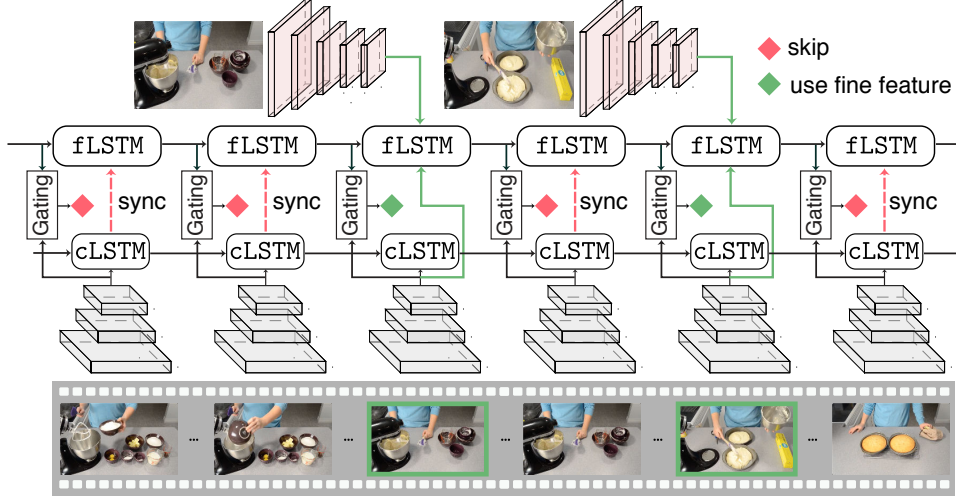 skip
use fine feature
fLSTM fLSTM fLSTM fLSTM fLSTM fLSTM
Gating sync Gating sync Gating Gating sync Gating Gating sync
cLSTM cLSTM cLSTM cLSTM cLSTM cLSTM
... ... ... ... ...